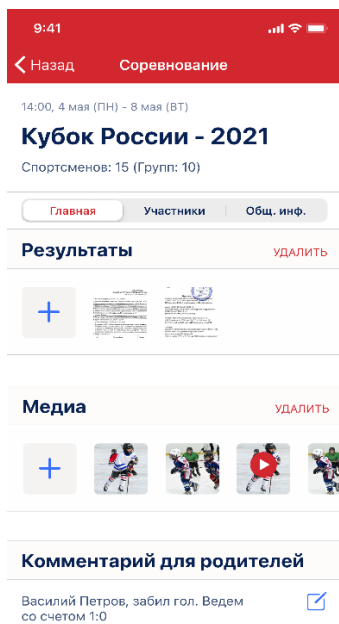 9:41
Назад Соревнование
14:00, 4 мая (ПН) - 8 мая (ВТ)
Кубок России - 2021
Спортсменов: 15 (Групп: 10)
Главная Участники Общ. инф.
Результаты УДАЛИТЬ
Медиа УДАЛИТЬ
Комментарий для родителей
Василий Петров, забил гол. Ведем
со счетом 1:0